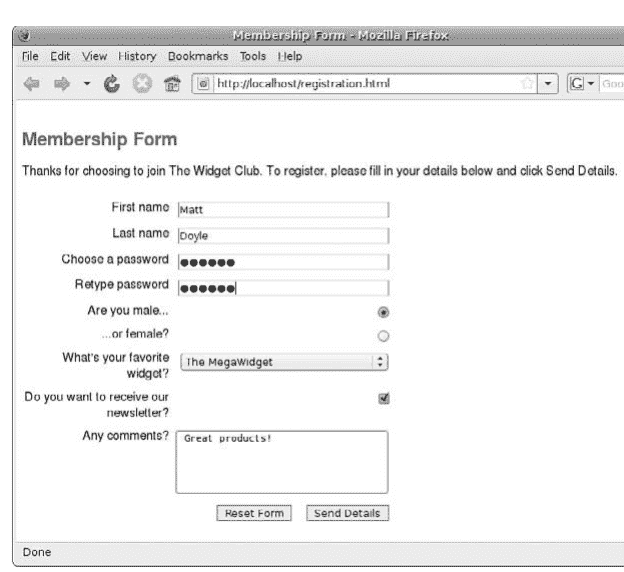 Membership Form - Mozilla Firefox
File Edit View History Bookmarks Tools Help
http://localhost/registration.html G Goo
Membership Form
Thanks for choosing to join The Widget Club. To register, please fill in your details below and click Send Details.
First name Matt
Last name Doyle
Choose a password ●●●●●●
Retype password ●●●●●●
Are you male...
...or female?
What's your favorite The MegaWidget
widget?
Do you want to receive our
newsletter?
Any comments? Great products!
Reset Form Send Details
Done